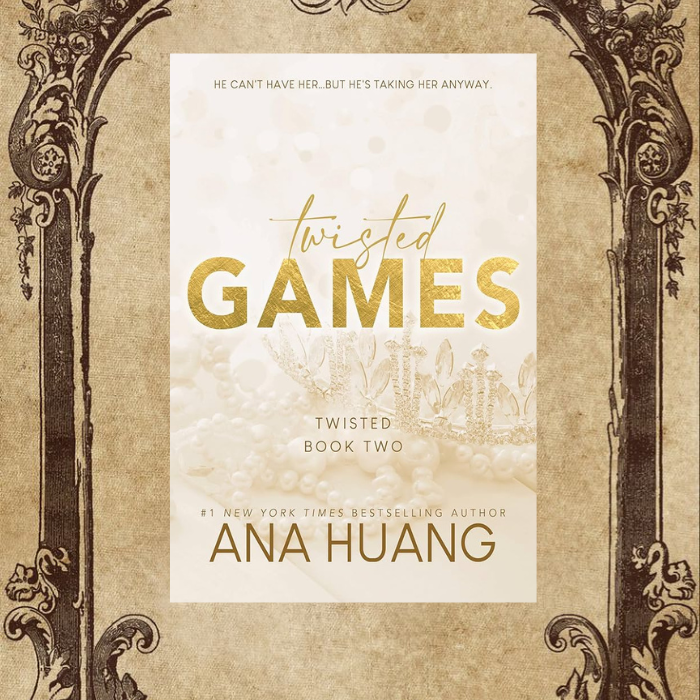 HE CAN'T HAVE HER...BUT HE'S TAKING HER ANYWAY.
twisted
GAMES
TWISTED
BOOK TWO
#1 NEW YORK TIMES BESTSELLING AUTHOR
ANA HUANG